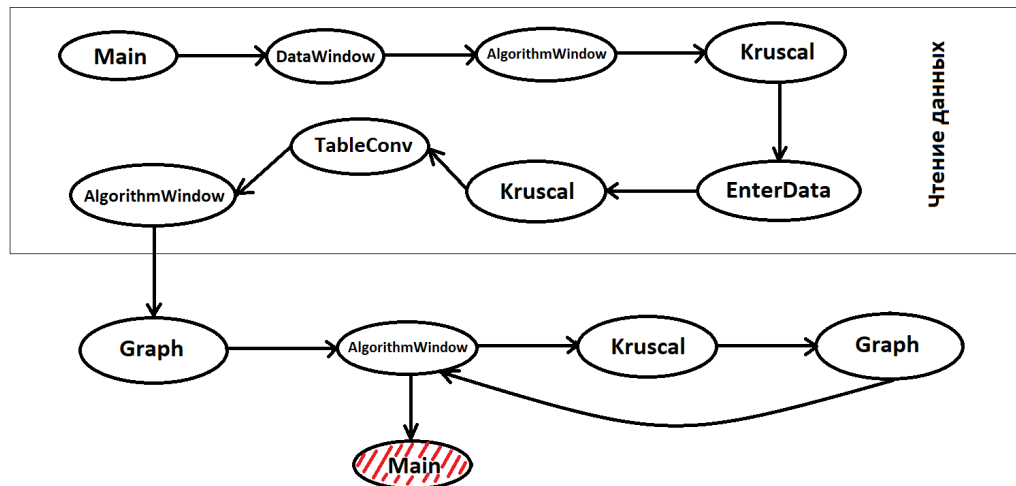 Main
DataWindow
AlgorithmWindow
Kruscal
Чтение данных
TableConv
AlgorithmWindow
Kruscal
EnterData
Graph
AlgorithmWindow
Kruscal
Graph
Main